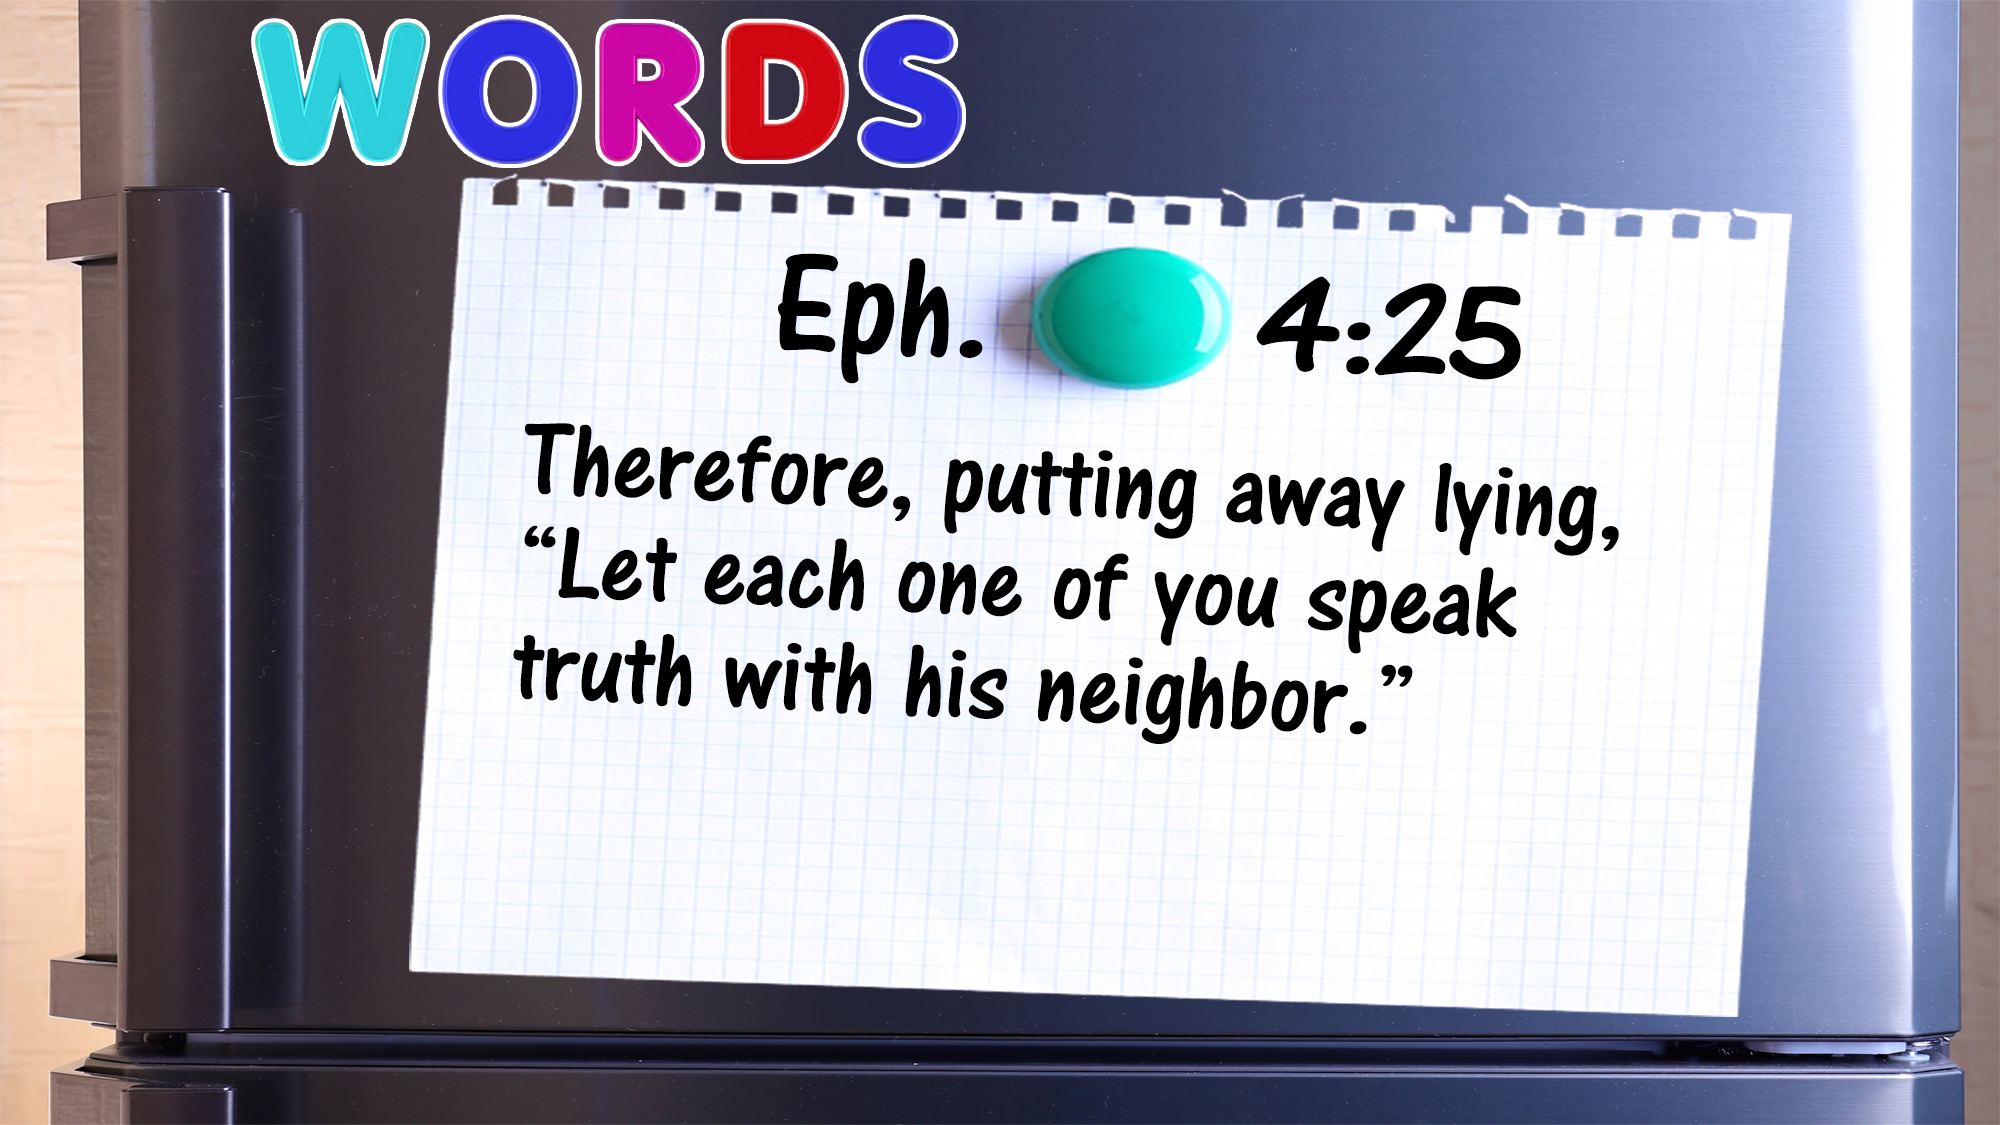 WORDS
Eph. 4:25
Therefore, putting away lying,
“Let each one of you speak
truth with his neighbor.”